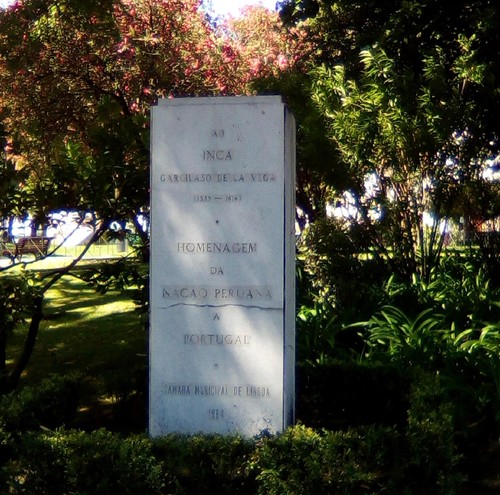 AO
INCA
GARCILASO DE LA VEGA
HOMENAGEM
DA
NAÇÃO PERUANA
A
PORTUGAL
CAMARA MUNICIPAL DE LISBOA